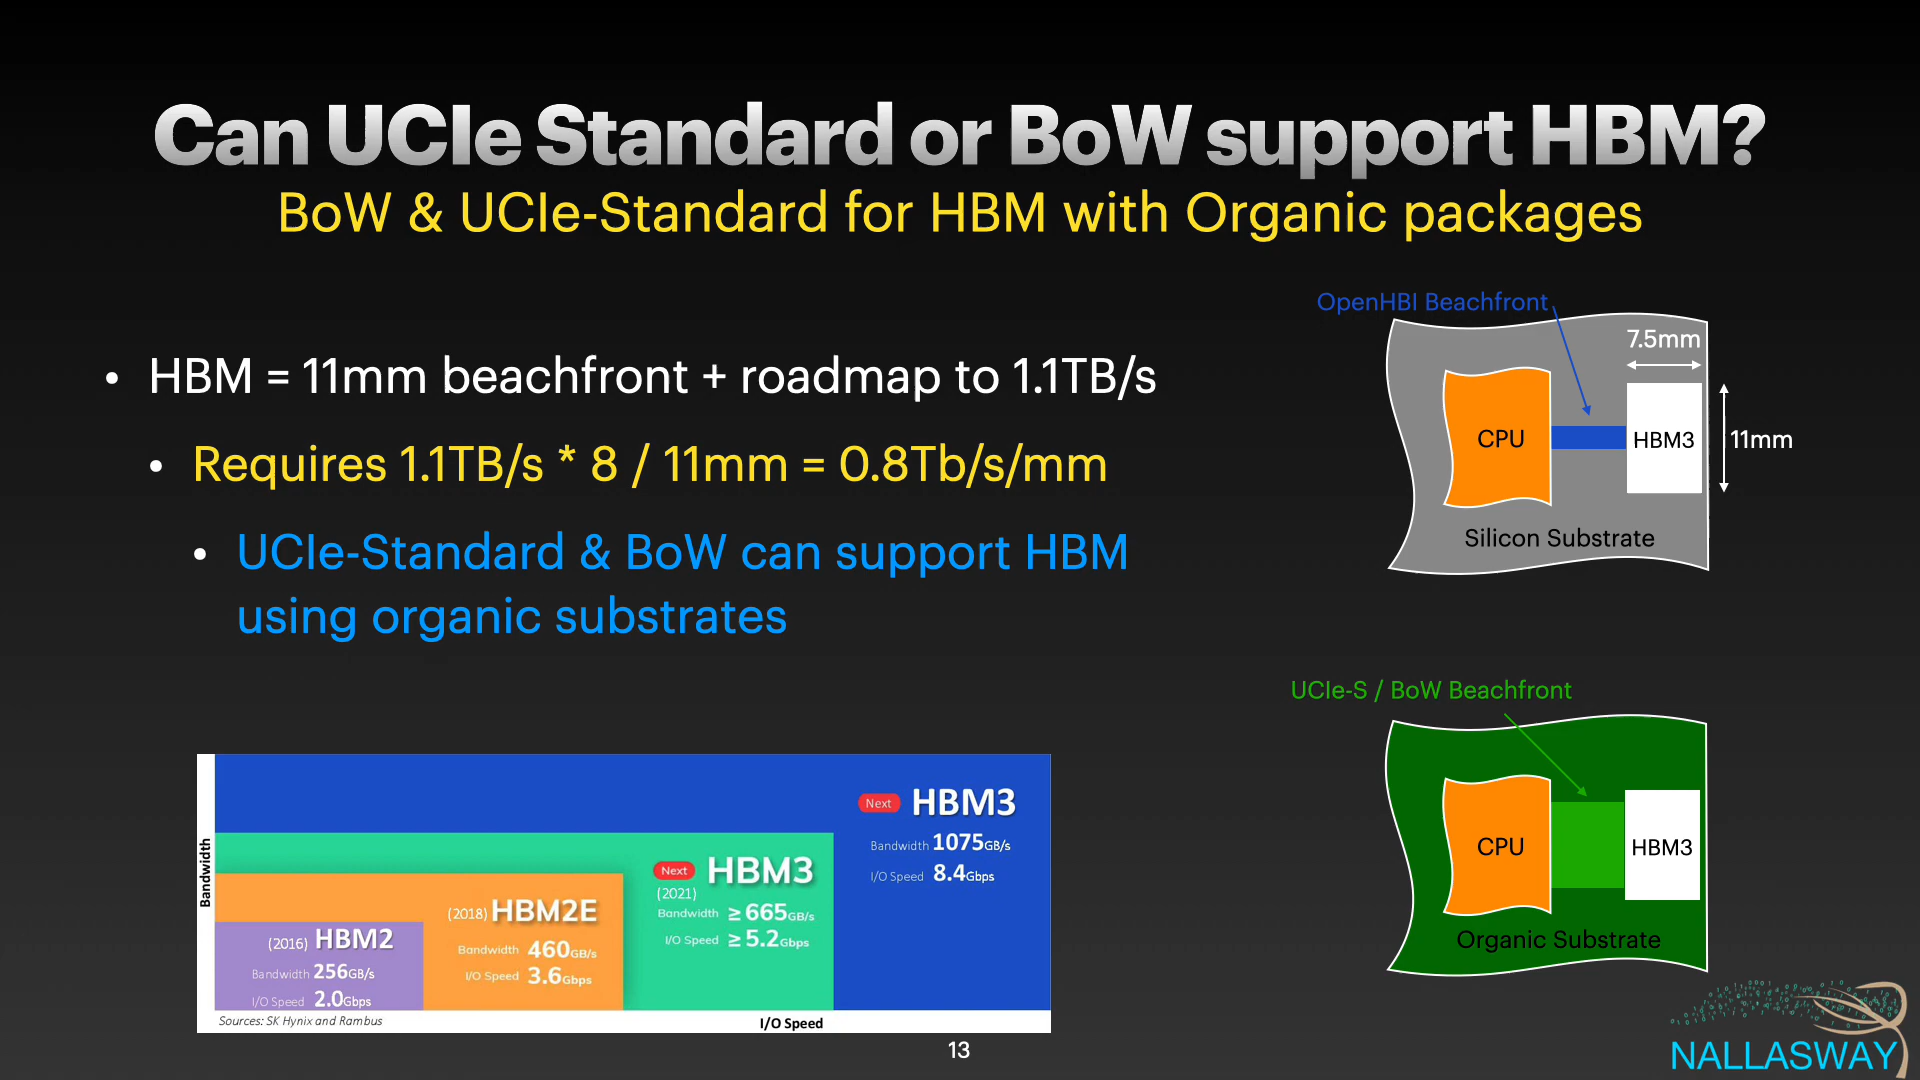 Can UCIe Standard or BoW support HBM?
BoW & UCIe-Standard for HBM with Organic packages
• HBM = 11mm beachfront + roadmap to 1.1TB/s
• Requires 1.1TB/s * 8 / 11mm = 0.8Tb/s/mm
• UCIe-Standard & BoW can support HBM
using organic substrates
OpenHBI Beachfront
7.5mm
CPU
HBM3
11mm
Silicon Substrate
UCIe-S / BoW Beachfront
CPU
HBM3
Organic Substrate
Bandwidth
(2016) HBM2
Bandwidth 256GB/s
I/O Speed 2.0Gbps
(2018) HBM2E
Bandwidth 460GB/s
I/O Speed 3.6Gbps
Next HBM3
(2021)
Bandwidth ≥ 665GB/s
I/O Speed ≥ 5.2Gbps
Next HBM3
Bandwidth 1075GB/s
I/O Speed 8.4Gbps
Sources: SK Hynix and Rambus
I/O Speed
13
NALLASWAY